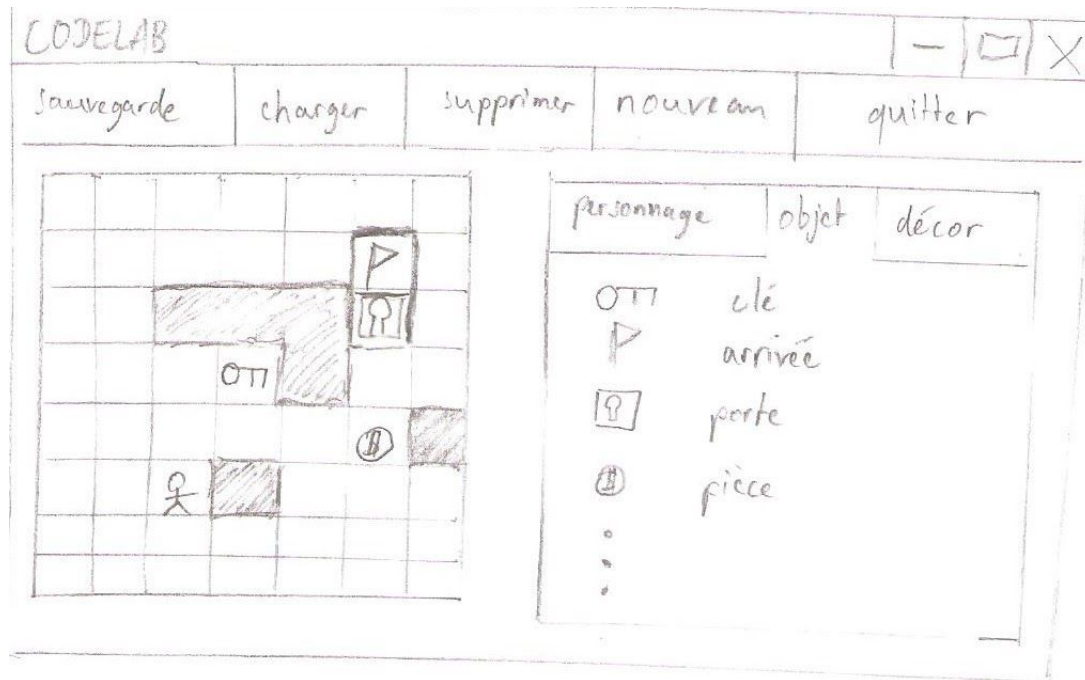 CODELAB
sauvegarde charger supprimer nouveau quitter
personnage objet décor
clé
arrivée
porte
pièce